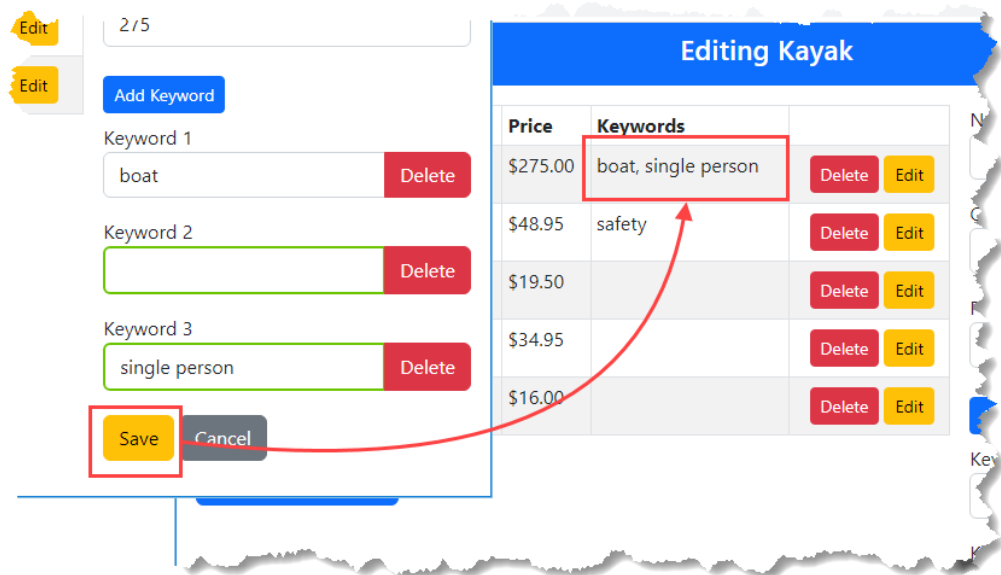 Edit
275
Edit
Add Keyword
Keyword 1
boat Delete
Keyword 2
Delete
Keyword 3
single person Delete
Save Cancel
Editing Kayak
Price Keywords
$275.00 boat, single person Delete Edit
$48.95 safety Delete Edit
$19.50 Delete Edit
$34.95 Delete Edit
$16.00 Delete Edit
Key